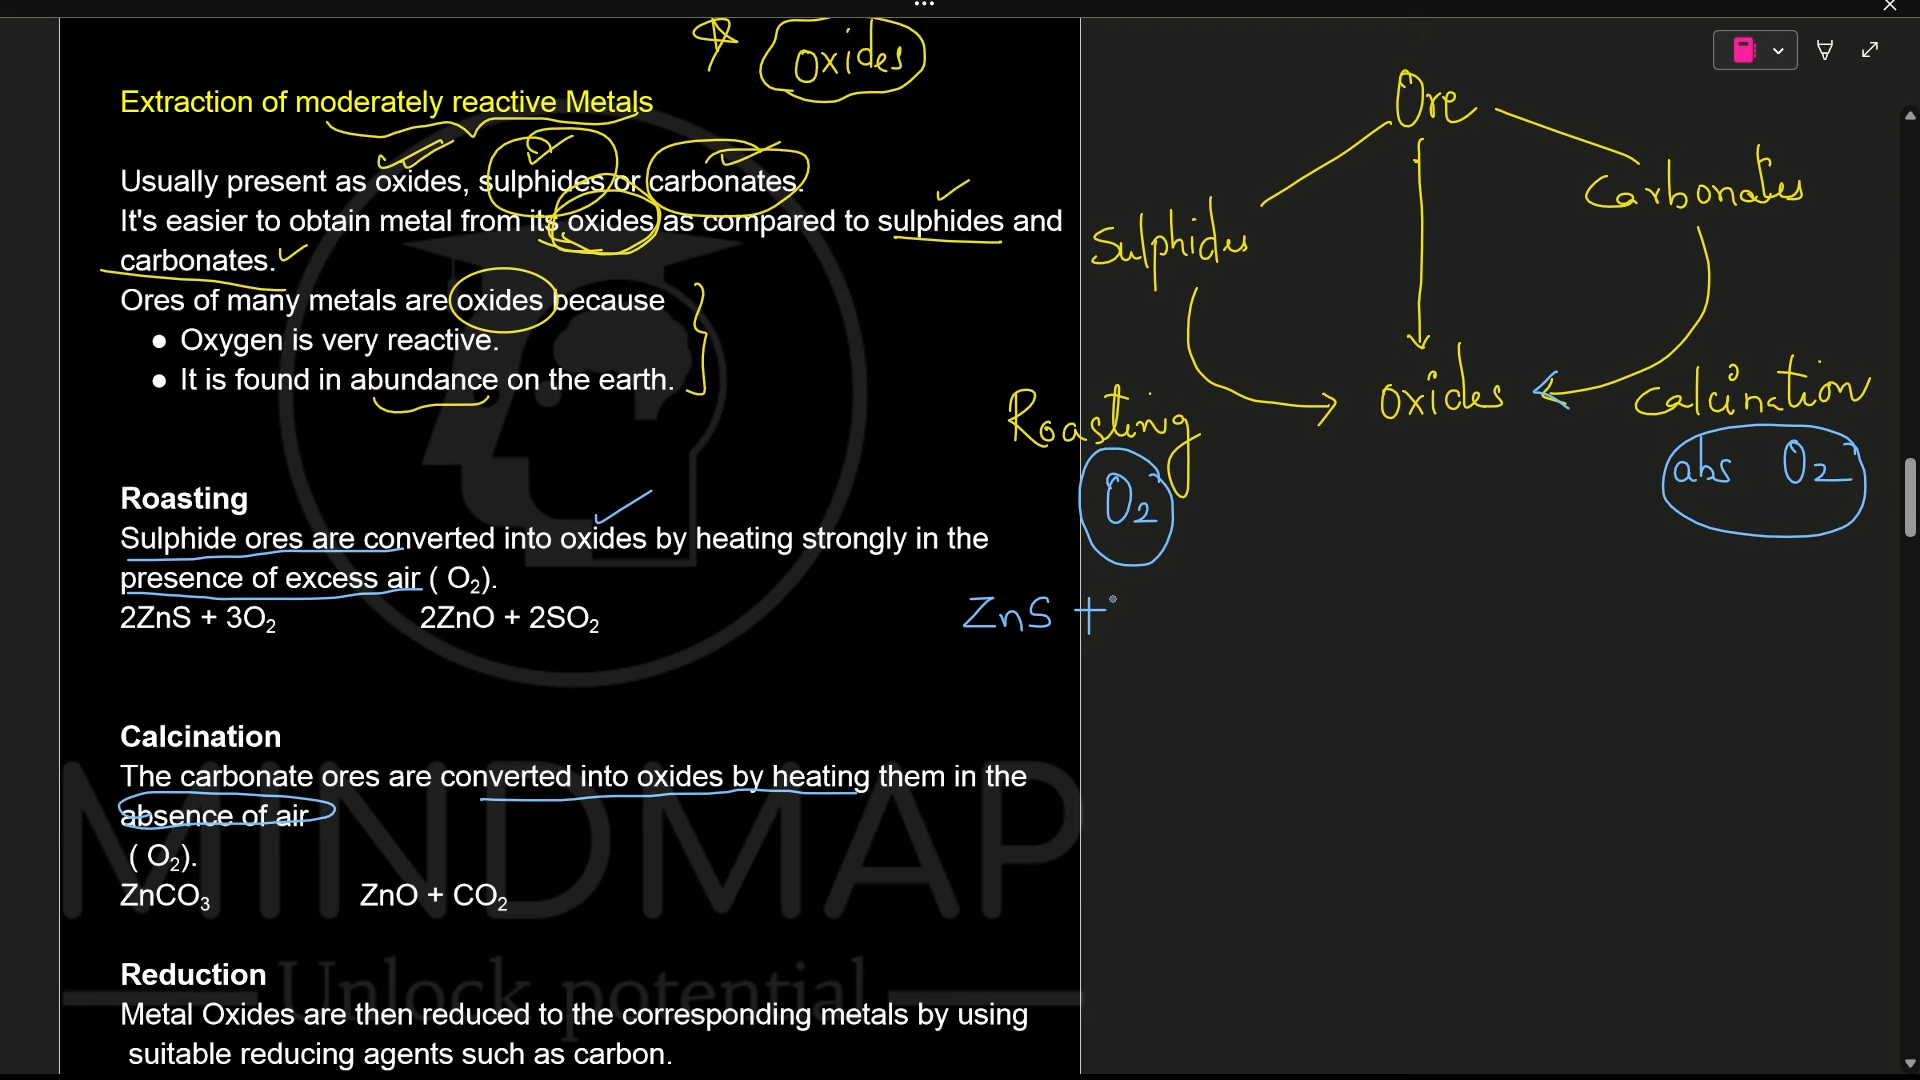 oxides
Extraction of moderately reactive Metals
Usually present as oxides, sulphides or carbonates.
It's easier to obtain metal from its oxides as compared to sulphides and
carbonates.
Ores of many metals are oxides because
● Oxygen is very reactive.
● It is found in abundance on the earth.
Roasting
Sulphide ores are converted into oxides by heating strongly in the
presence of excess air ( O₂).
2ZnS + 3O₂ 2ZnO + 2SO₂
Calcination
The carbonate ores are converted into oxides by heating them in the
absence of air
( O₂).
ZnCO₃ ZnO + CO₂
Reduction
Metal Oxides are then reduced to the corresponding metals by using
suitable reducing agents such as carbon.
MINDMAP
Unlock potential
Ore
Sulphides
Carbonates
Roasting
oxides
Calcination
O₂
abs O₂
ZnS +